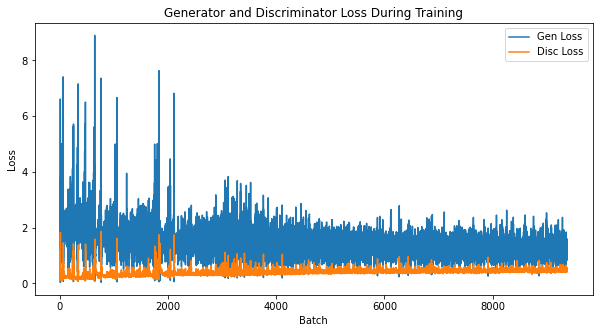 Generator and Discriminator Loss During Training
Gen Loss
Disc Loss
8
6
4
2
0
Loss
0 2000 4000 6000 8000
Batch